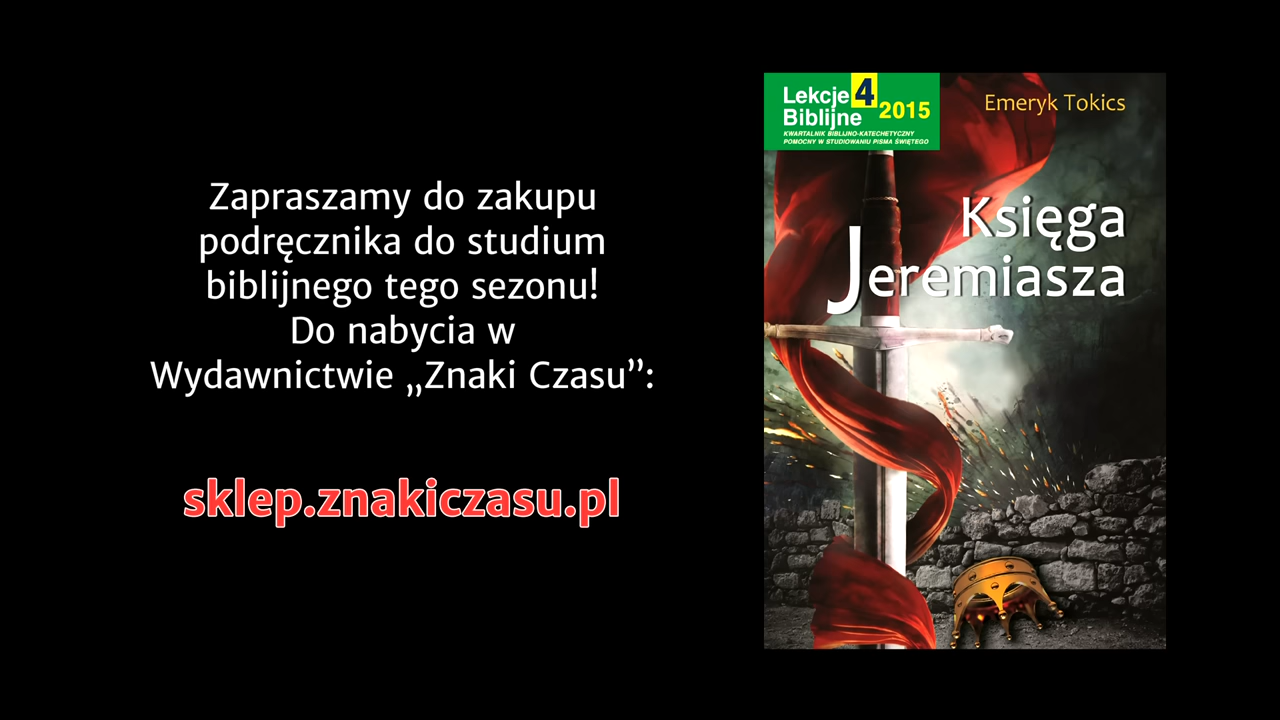 Zapraszamy do zakupu
podręcznika do studium
biblijnego tego sezonu!
Do nabycia w
Wydawnictwie „Znaki Czasu”:
sklep.znakiczasu.pl
Lekcje 4 2015
Biblijne
KWARTALNIK BIBLIJNO-KATECHETYCZNY
POMOCNY W STUDIOWANIU PISMA ŚWIĘTEGO
Emeryk Tokics
Księga
Jeremiasza